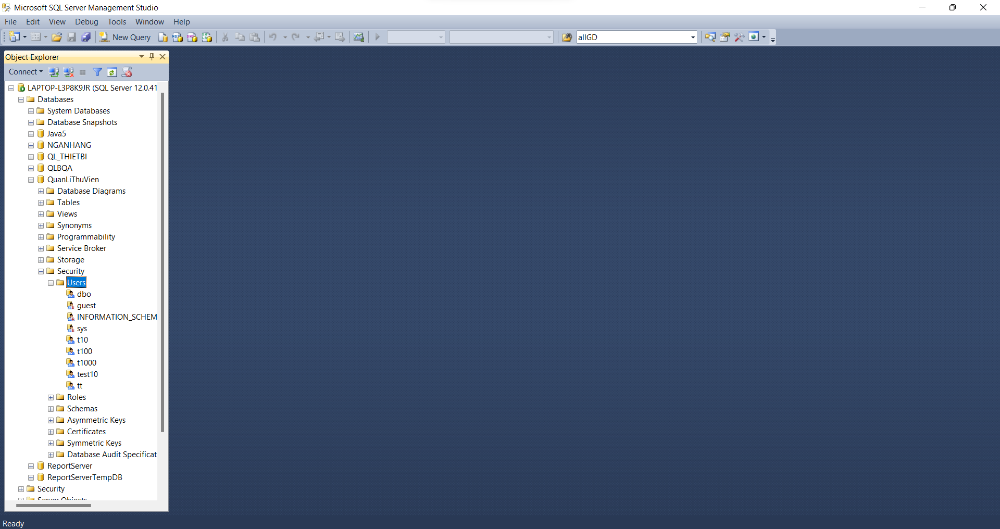 Microsoft SQL Server Management Studio
File Edit View Debug Tools Window Help
New Query allGD
Object Explorer
Connect
LAPTOP-L3P8K9JR (SQL Server 12.0.41
Databases
System Databases
Database Snapshots
Java5
NGANHANG
QL_THIETBI
QLBQA
QuanLiThuVien
Database Diagrams
Tables
Views
Synonyms
Programmability
Service Broker
Storage
Security
Users
dbo
guest
INFORMATION_SCHEM
sys
t10
t100
t1000
test10
tt
Roles
Schemas
Asymmetric Keys
Certificates
Symmetric Keys
Database Audit Specificat
ReportServer
ReportServerTempDB
Security
Server Objects
Ready